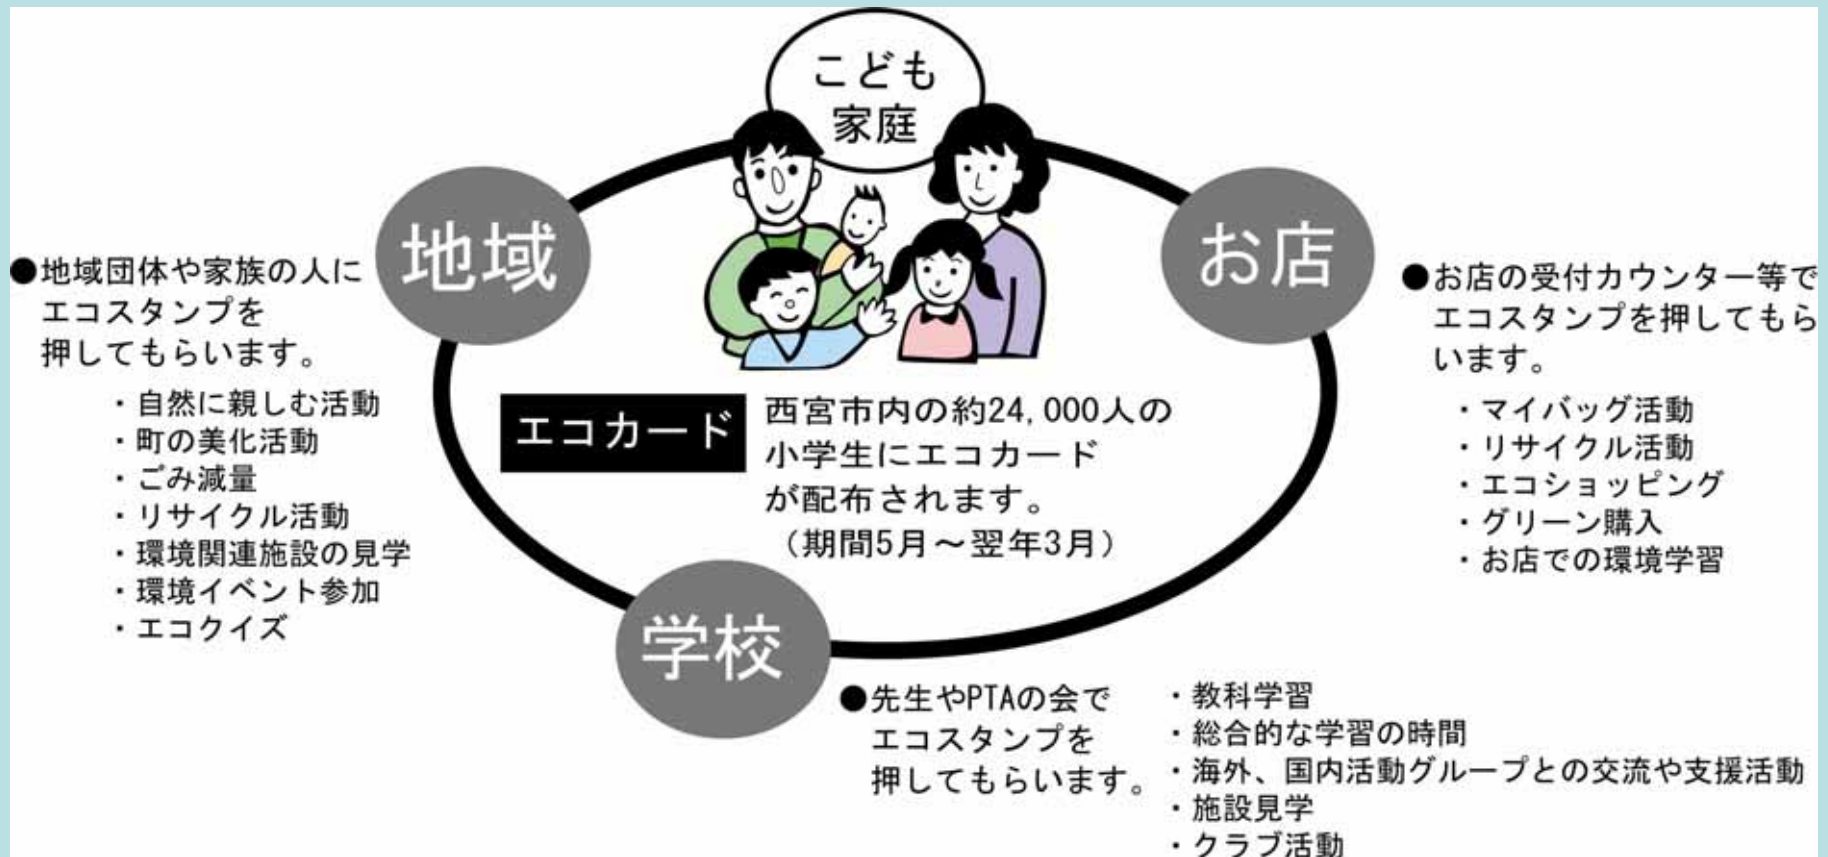 こども
家庭
地域
お店
●地域団体や家族の人に
エコスタンプを
押してもらいます。
・自然に親しむ活動
・町の美化活動
・ごみ減量
・リサイクル活動
・環境関連施設の見学
・環境イベント参加
・エコクイズ
エコカード
西宮市内の約24,000人の
小学生にエコカード
が配布されます。
（期間5月～翌年3月）
●お店の受付カウンター等で
エコスタンプを押してもら
います。
・マイバッグ活動
・リサイクル活動
・エコショッピング
・グリーン購入
・お店での環境学習
学校
●先生やPTAの会で
エコスタンプを
押してもらいます。
・教科学習
・総合的な学習の時間
・海外、国内活動グループとの交流や支援活動
・施設見学
・クラブ活動